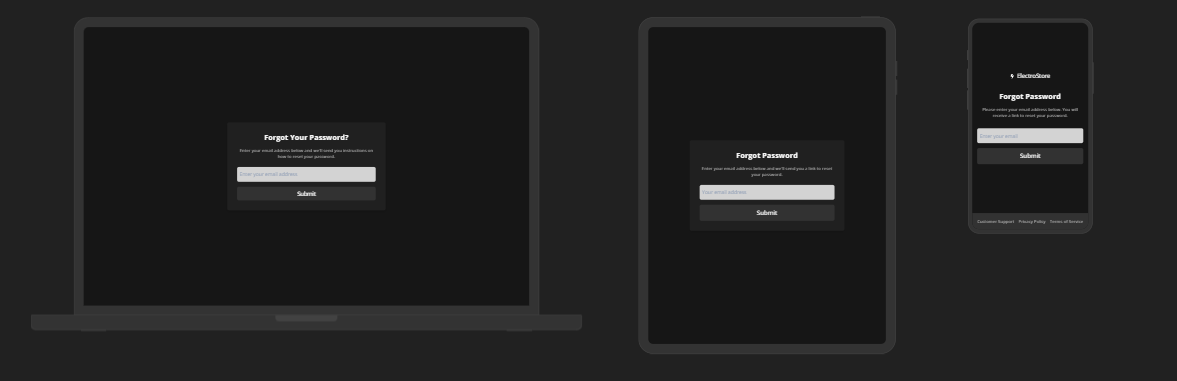 Forgot Your Password?
Enter your email address below and we'll send you instructions on
how to reset your password.
Enter your email address
Submit
Forgot Password
Enter your email address below and we'll send you a link to reset
your password.
Your email address
Submit
ElectroStore
Forgot Password
Please enter your email address below. You will
receive a link to reset your password.
Enter your email
Submit
Customer Support Privacy Policy Terms of Service